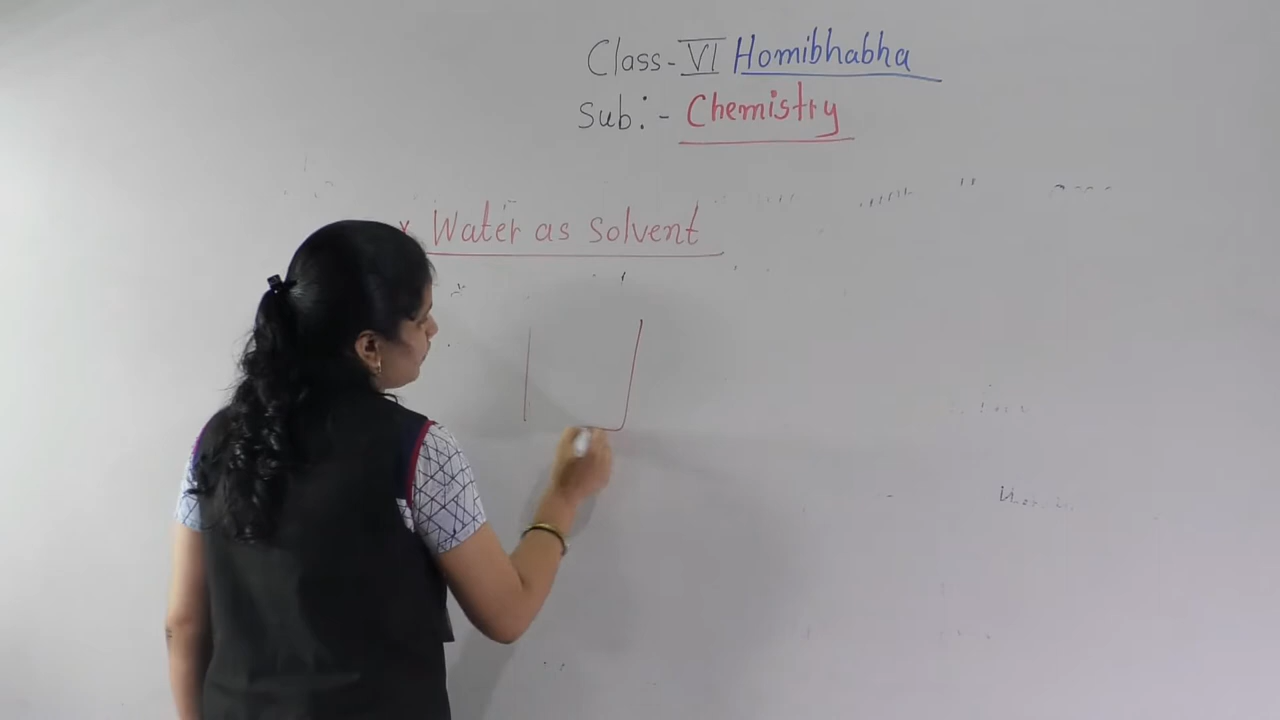 Class-VI Homibhabha
Sub:- Chemistry
x Water as solvent